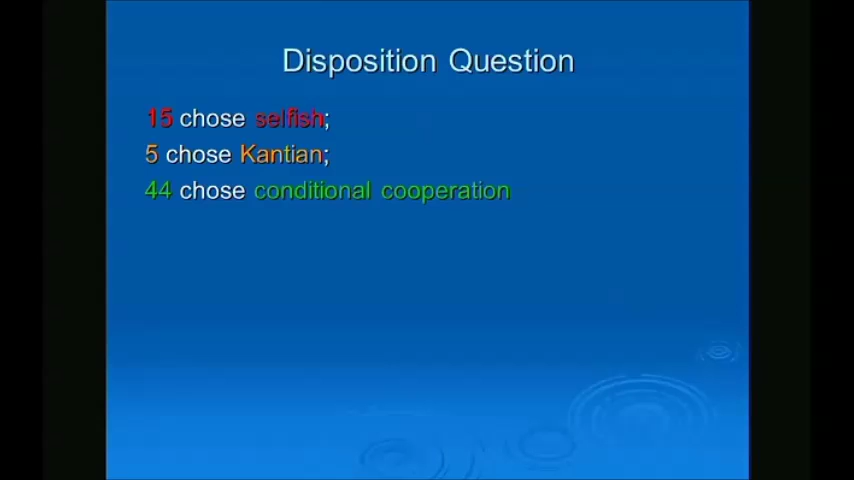 Disposition Question
15 chose selfish;
5 chose Kantian;
44 chose conditional cooperation